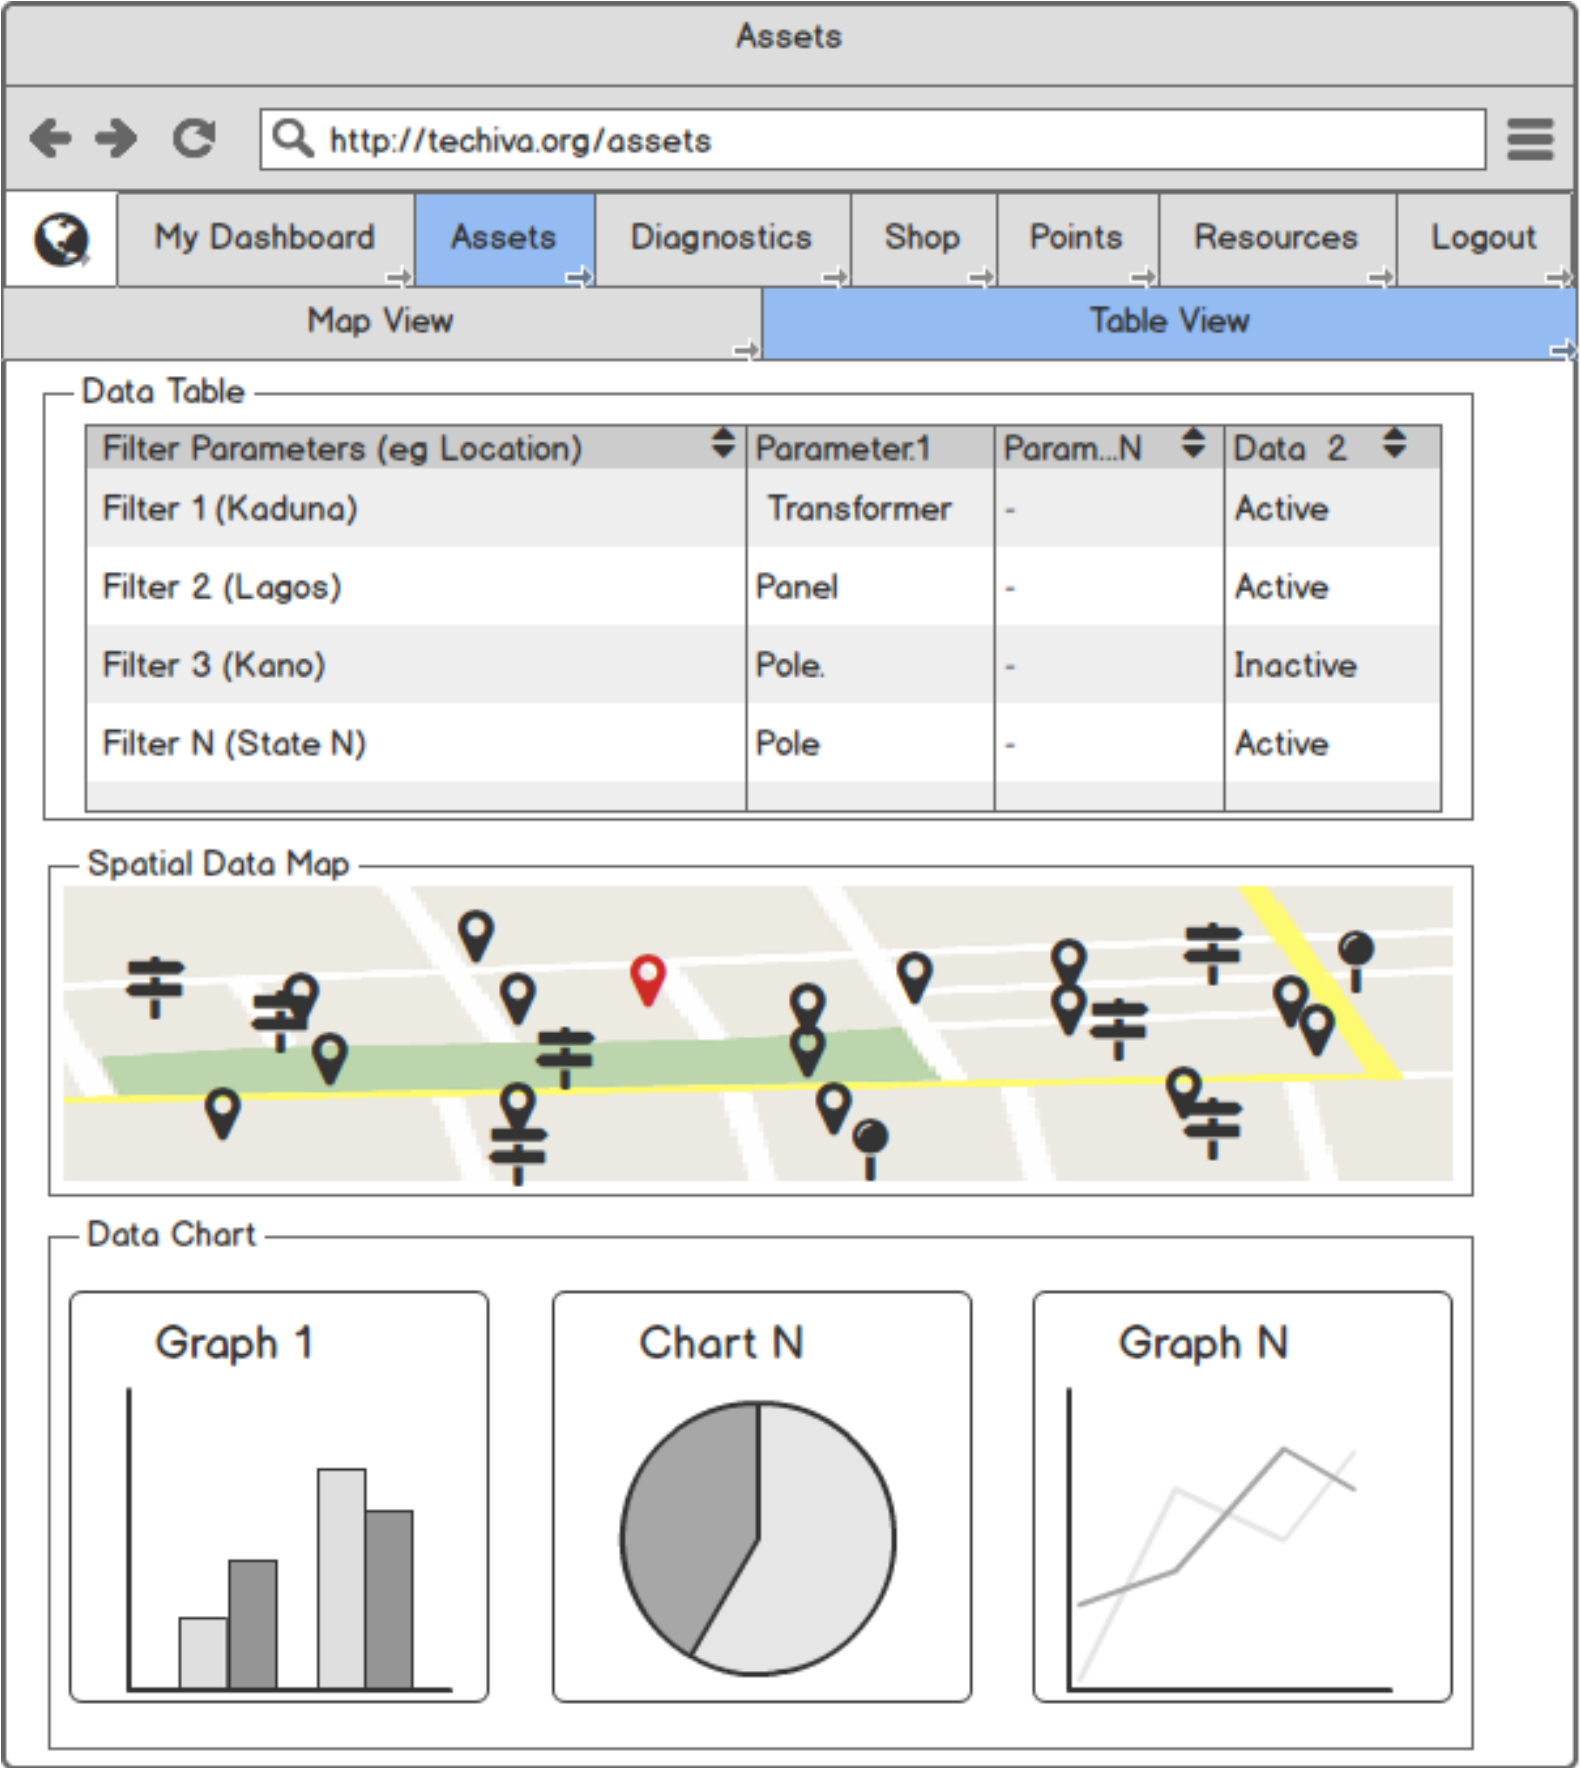 Assets
http://techiva.org/assets
My Dashboard Assets Diagnostics Shop Points Resources Logout
Map View Table View
Data Table
Filter Parameters (eg Location) Parameter.1 Param...N Data 2
Filter 1 (Kaduna) Transformer - Active
Filter 2 (Lagos) Panel - Active
Filter 3 (Kano) Pole. - Inactive
Filter N (State N) Pole - Active
Spatial Data Map
Data Chart
Graph 1 Chart N Graph N